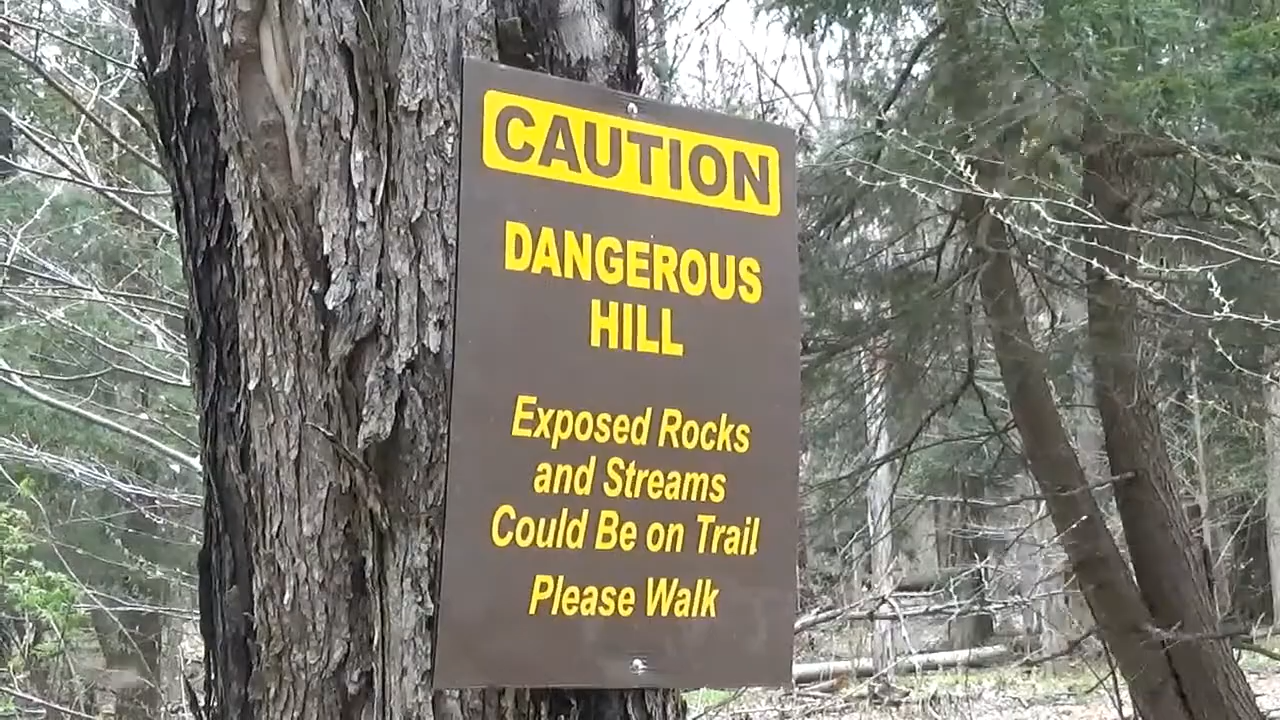 CAUTION
DANGEROUS
HILL
Exposed Rocks
and Streams
Could Be on Trail
Please Walk